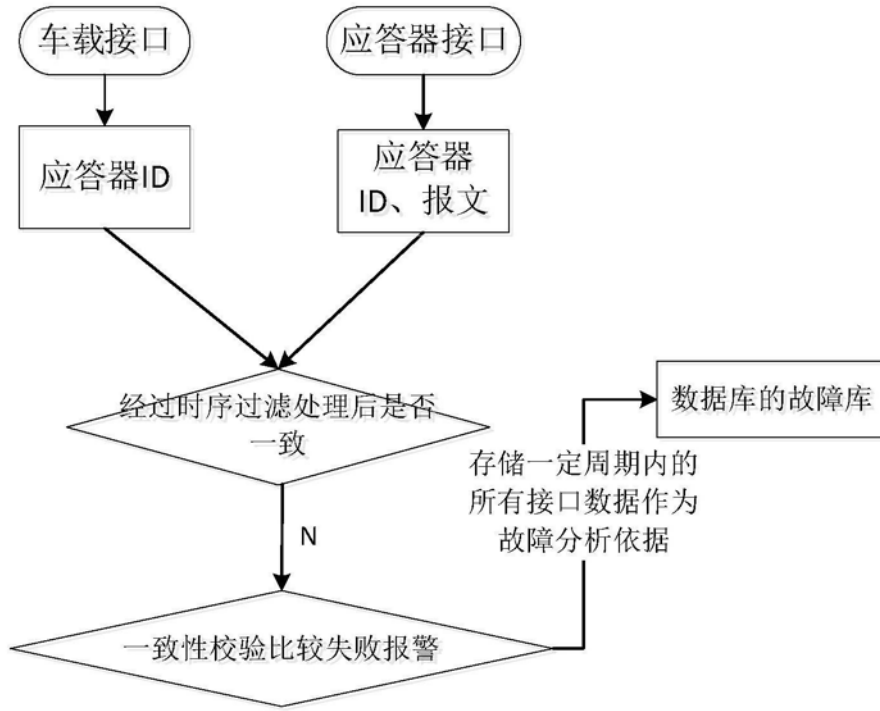 车载接口
应答器接口
应答器ID
应答器
ID、报文
经过时序过滤处理后是否
一致
数据库的故障库
存储一定周期内的
所有接口数据作为
故障分析依据
N
一致性校验比较失败报警